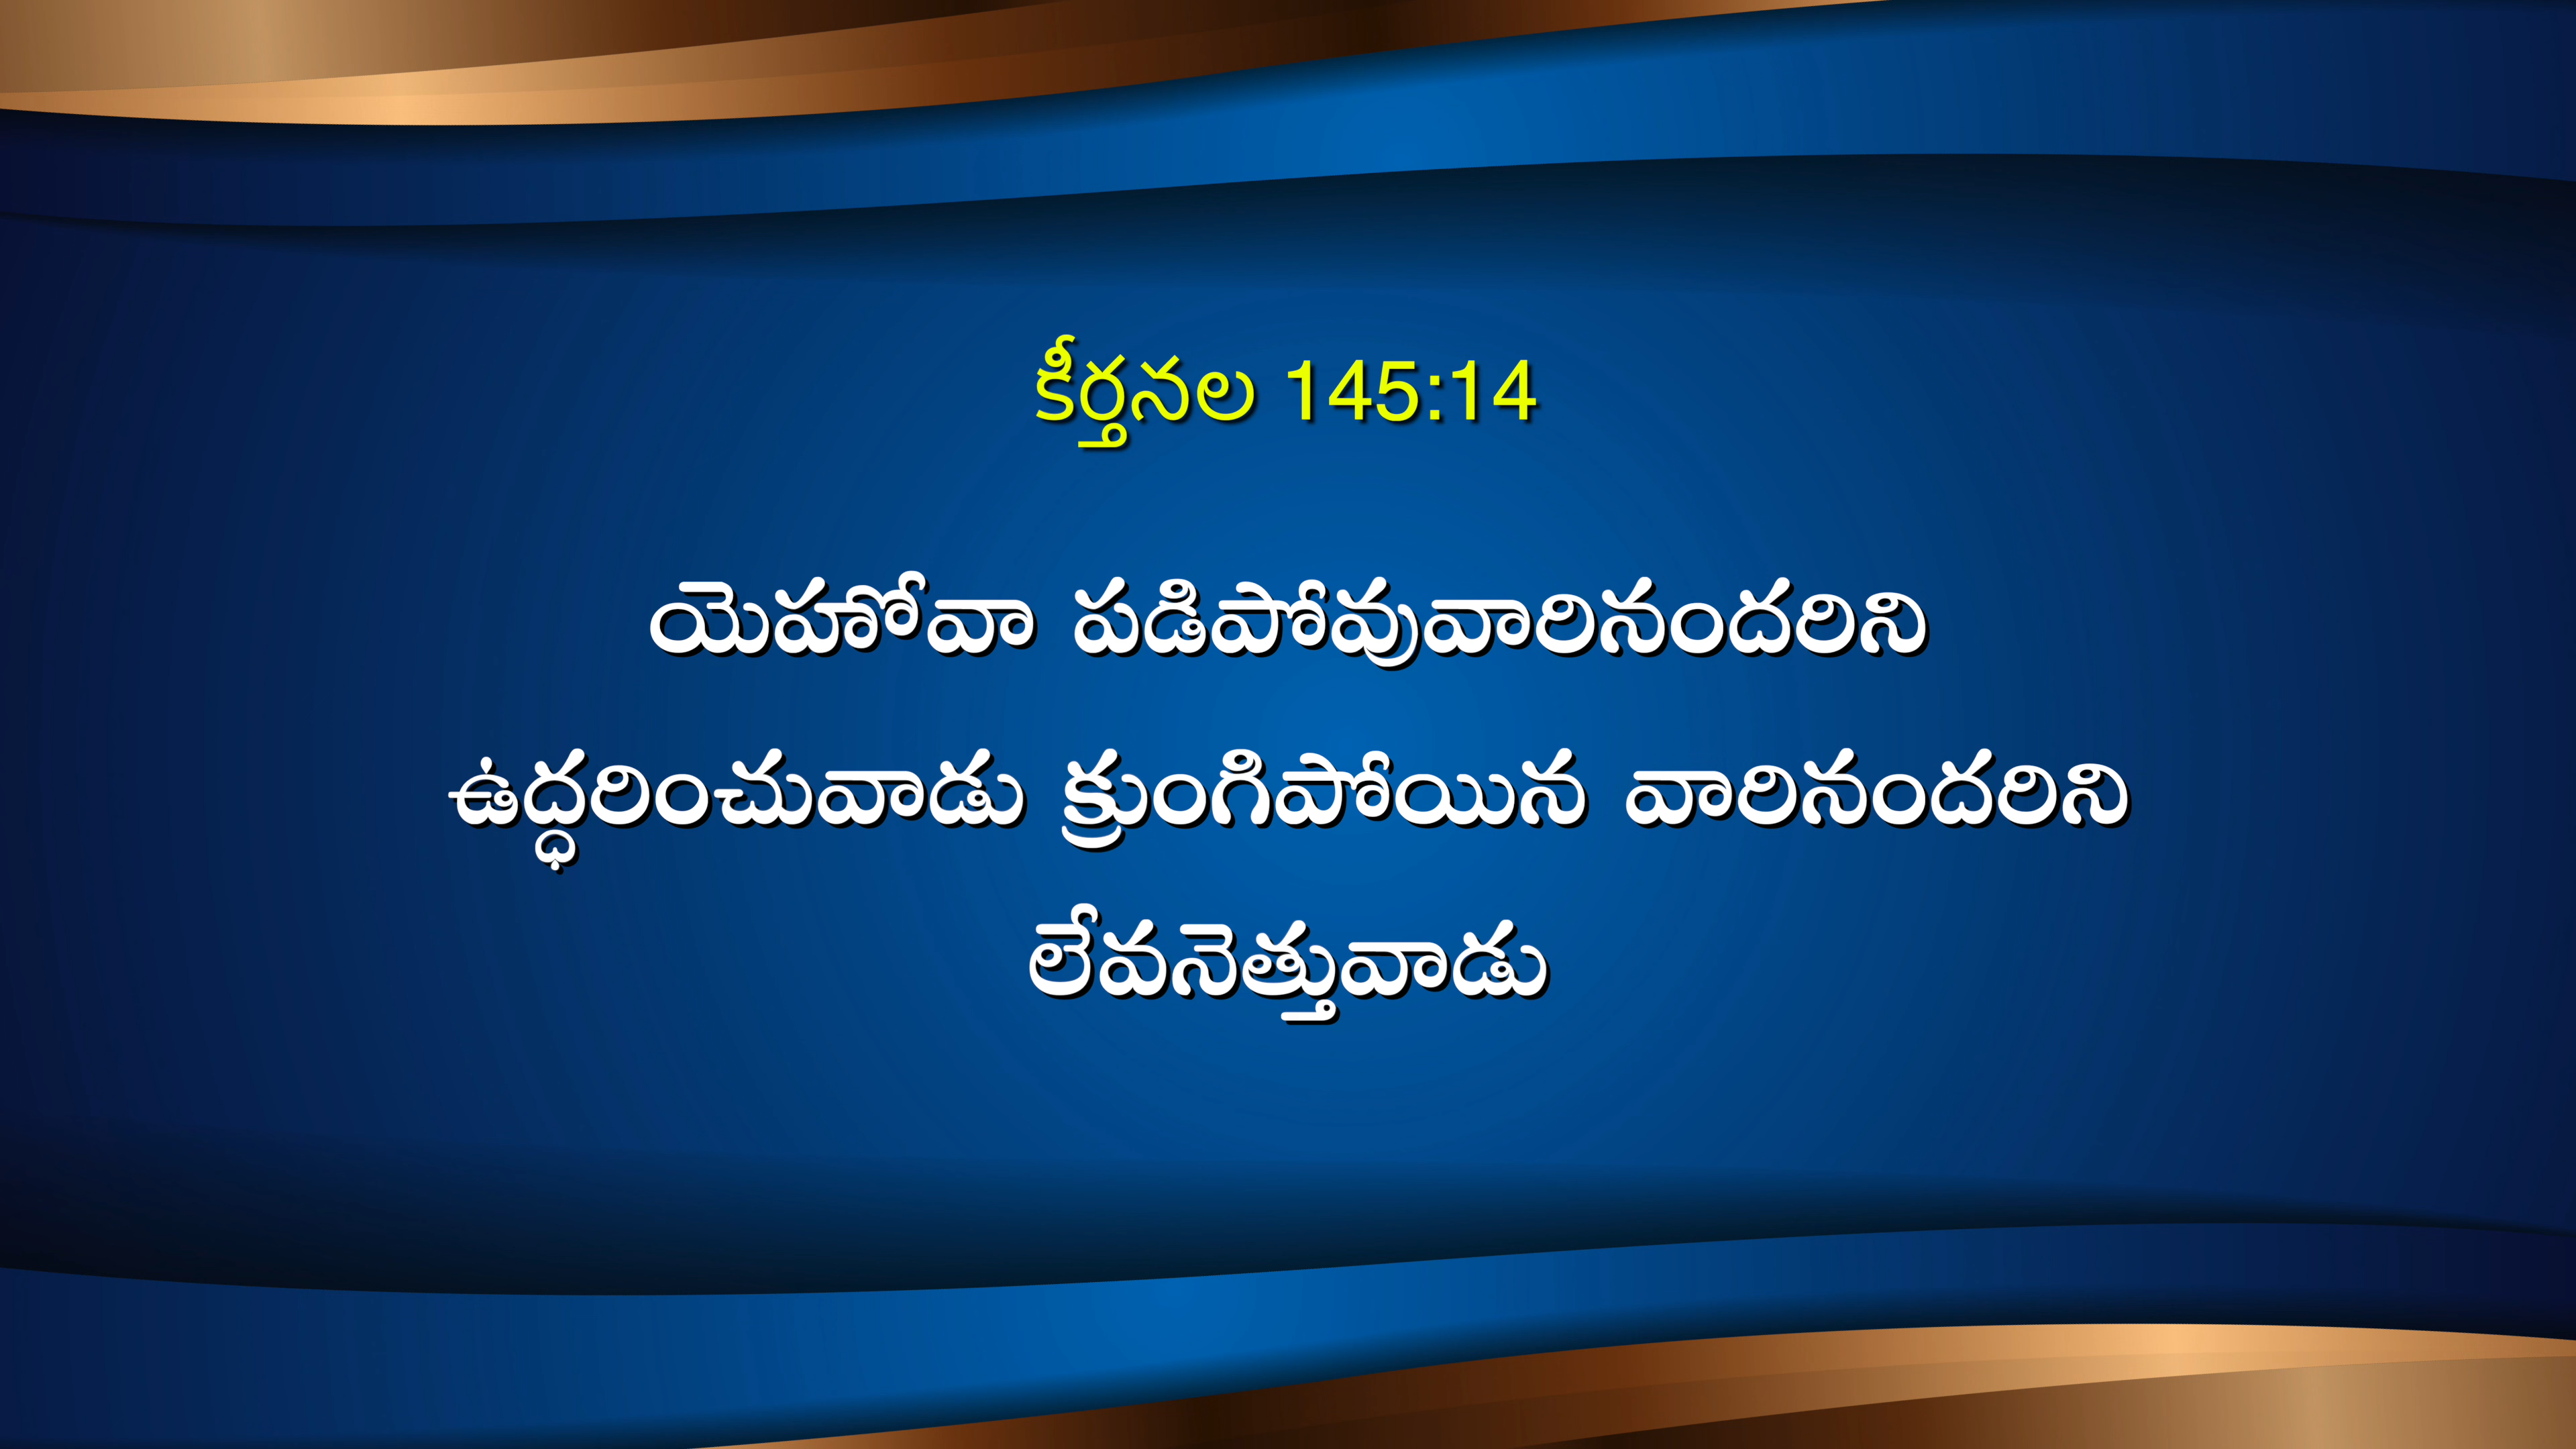 కీర్తనల 145:14
యెహోవా పడిపోవువారినందరిని
ఉద్ధరించువాడు క్రుంగిపోయిన వారినందరిని
లేవనెత్తువాడు